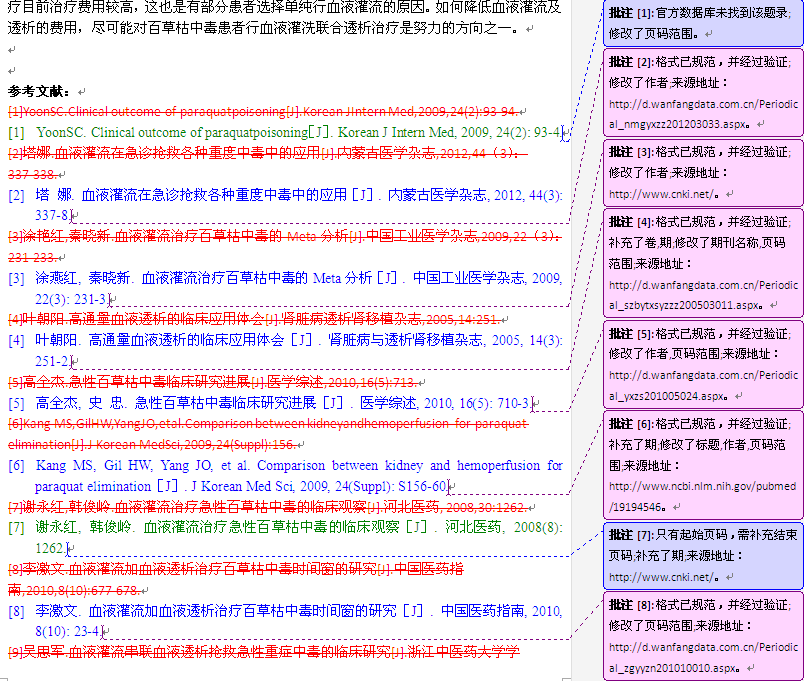 疗目前治疗费用较高，这也是有部分患者选择单纯行血液灌流的原因。如何降低血液灌流及
透析的费用，尽可能对百草枯中毒患者行血液灌洗联合透析治疗是努力的方向之一。
参考文献：
[1]YoonSC.Clinical outcome of paraquatpoisoning[J].Korean JIntern Med,2009,24(2):93-94.
[1] YoonSC. Clinical outcome of paraquatpoisoning[J]. Korean J Intern Med, 2009, 24(2): 93-4.
[2]塔娜.血液灌流在急诊抢救各种重度中毒中的应用[J].内蒙古医学杂志,2012,44（3）:
337-338.
[2] 塔 娜. 血液灌流在急诊抢救各种重度中毒中的应用［J］. 内蒙古医学杂志, 2012, 44(3):
337-8.
[3]涂艳红,秦晓新.血液灌流治疗百草枯中毒的 Meta 分析[J].中国工业医学杂志,2009,22（3）:
231-233.
[3] 涂燕红, 秦晓新. 血液灌流治疗百草枯中毒的 Meta 分析［J］. 中国工业医学杂志, 2009,
22(3): 231-3.
[4]叶朝阳.高通量血液透析的临床应用体会[J].肾脏病透析肾移植杂志,2005,14:251.
[4] 叶朝阳. 高通量血液透析的临床应用体会［J］. 肾脏病与透析肾移植杂志, 2005, 14(3):
251-2.
[5]高全杰.急性百草枯中毒临床研究进展[J].医学综述,2010,16(5):713.
[5] 高全杰, 史 忠. 急性百草枯中毒临床研究进展［J］. 医学综述, 2010, 16(5): 710-3.
[6]Kang MS,GilHW,YangJO,etal.Comparison between kidneyandhemoperfusion for paraquat
elimination[J].J Korean MedSci,2009,24(Suppl):156.
[6] Kang MS, Gil HW, Yang JO, et al. Comparison between kidney and hemoperfusion for
paraquat elimination［J］. J Korean Med Sci, 2009, 24(Suppl): S156-60.
[7]谢永红,韩俊岭.血液灌流治疗急性百草枯中毒的临床观察[J].河北医药, 2008,30:1262.
[7] 谢永红, 韩俊岭. 血液灌流治疗急性百草枯中毒的临床观察［J］. 河北医药, 2008(8):
1262.
[8]李激文.血液灌流加血液透析治疗百草枯中毒时间窗的研究[J].中国医药指
南,2010,8(10):677-678.
[8] 李激文. 血液灌流加血液透析治疗百草枯中毒时间窗的研究［J］. 中国医药指南, 2010,
8(10): 23-4.
[9]吴思军.血液灌流串联血液透析抢救急性重症中毒的临床研究[J].浙江中医药大学学
批注 [1]: 官方数据库未找到该题录;
修改了页码范围。
批注 [2]: 格式已规范，并经过验证;
修改了作者;来源地址：
http://d.wanfangdata.com.cn/Periodic
al_nmgyxzz201203033.aspx。
批注 [3]: 格式已规范，并经过验证;
修改了作者;来源地址：
http://www.cnki.net/。
批注 [4]: 格式已规范，并经过验证;
补充了卷,期;修改了期刊名称,页码
范围;来源地址：
http://d.wanfangdata.com.cn/Periodic
al_szbytxsyzzz200503011.aspx。
批注 [5]: 格式已规范，并经过验证;
修改了作者,页码范围;来源地址：
http://d.wanfangdata.com.cn/Periodic
al_yxzs201005024.aspx。
批注 [6]: 格式已规范，并经过验证;
补充了期;修改了标题,作者,页码范
围;来源地址：
http://www.ncbi.nlm.nih.gov/pubmed
/19194546。
批注 [7]: 只有起始页码,需补充结束
页码;补充了期;来源地址：
http://www.cnki.net/。
批注 [8]: 格式已规范，并经过验证;
修改了页码范围;来源地址：
http://d.wanfangdata.com.cn/Periodic
al_zgyyzn201010010.aspx。